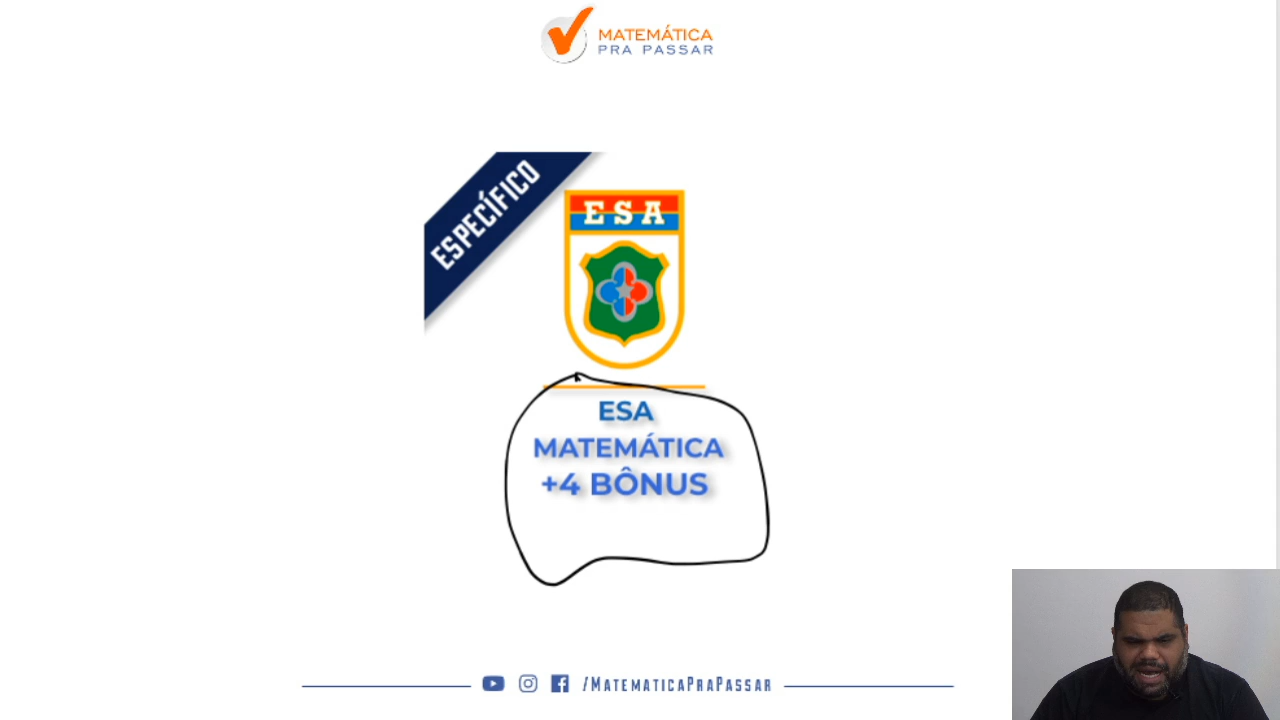 MATEMÁTICA
PRA PASSAR
ESPECÍFICO
ESA
ESA
MATEMÁTICA
+4 BÔNUS
/MATEMATICAPRAPASSAR